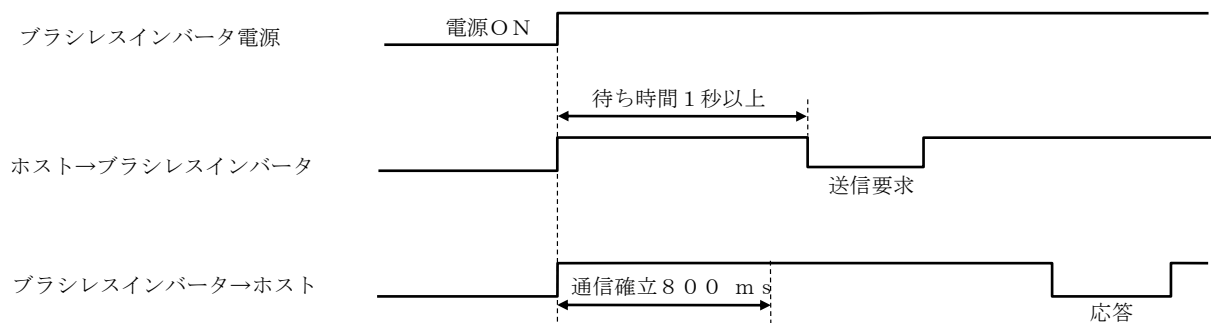 ブラシレスインバータ電源
電源ＯＮ
待ち時間１秒以上
ホスト→ブラシレスインバータ
送信要求
ブラシレスインバータ→ホスト
通信確立８００ ｍｓ
応答